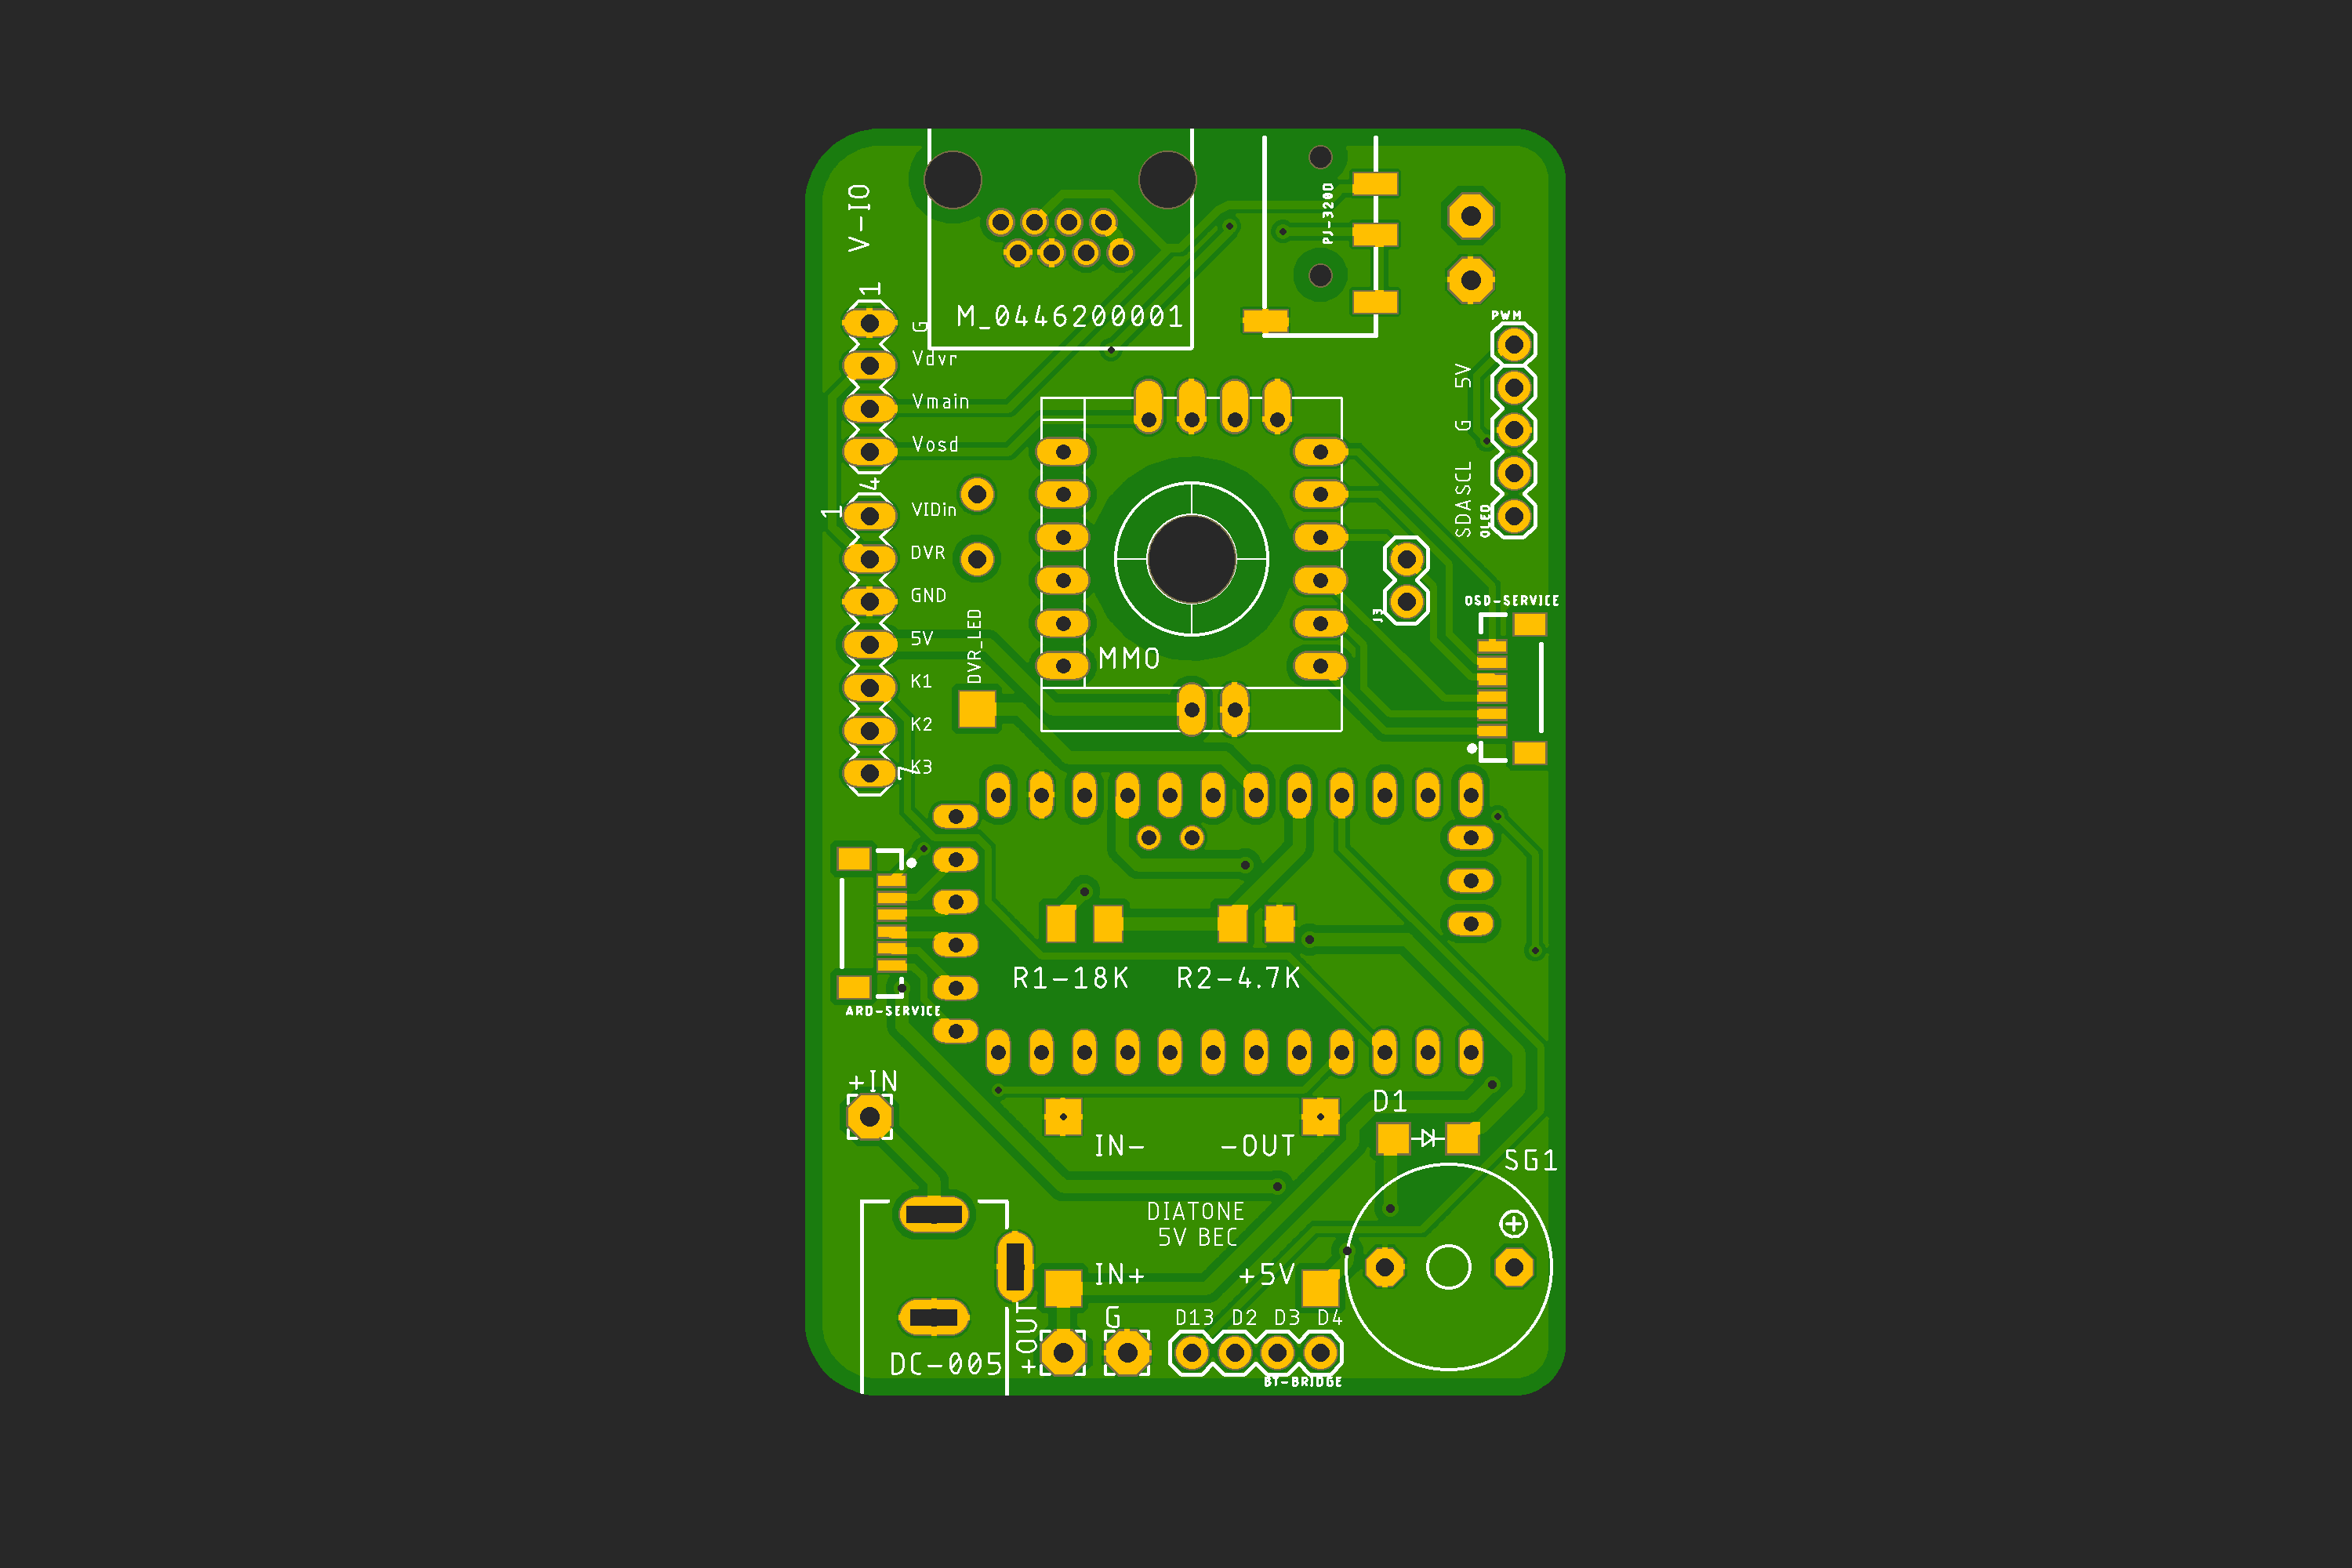 V-IO
PJ-320D
1
M_0446200001
PWM
G
Vdvr
5V
Vmain
G
Vosd
4
SDASCL
OLED
1
VIDin
DVR
GND
J3
OSD-SERVICE
DVR_LED
5V
MMO
K1
K2
K3
7
R1-18K
R2-4.7K
ARD-SERVICE
+IN
D1
IN-
-OUT
SG1
DIATONE
5V BEC
IN+
+5V
+OUT
G
D13 D2 D3 D4
DC-005
BT-BRIDGE